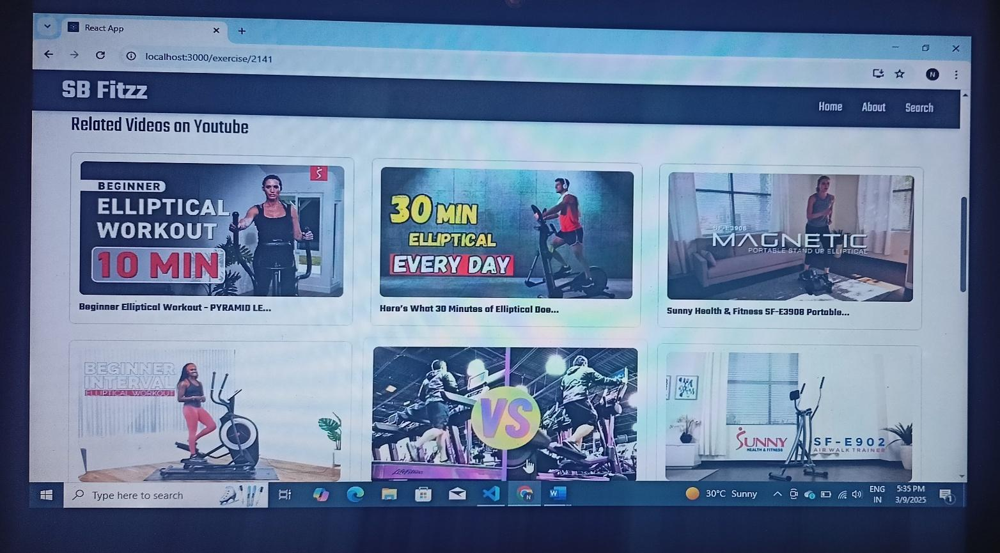 React App
localhost:3000/exercise/2141
N
SB Fitzz
Home About Search
Related Videos on Youtube
BEGINNER
ELLIPTICAL
WORKOUT
10 MIN
Beginner Elliptical Workout - PYRAMID LE...
30 MIN
ELLIPTICAL
EVERY DAY
Here's What 30 Minutes of Elliptical Doe...
SF-E3908
MAGNETIC
PORTABLE STAND UP ELLIPTICAL
Sunny Health & Fitness SF-E3908 Portable...
BEGINNER
INTERVAL
ELLIPTICAL WORKOUT
VS
LifeFitness
SUNNY
HEALTH & FITNESS
SF-E902
AIR WALK TRAINER
Type here to search
N
W
30°C Sunny
ENG
IN
5:35 PM
3/9/2025
1